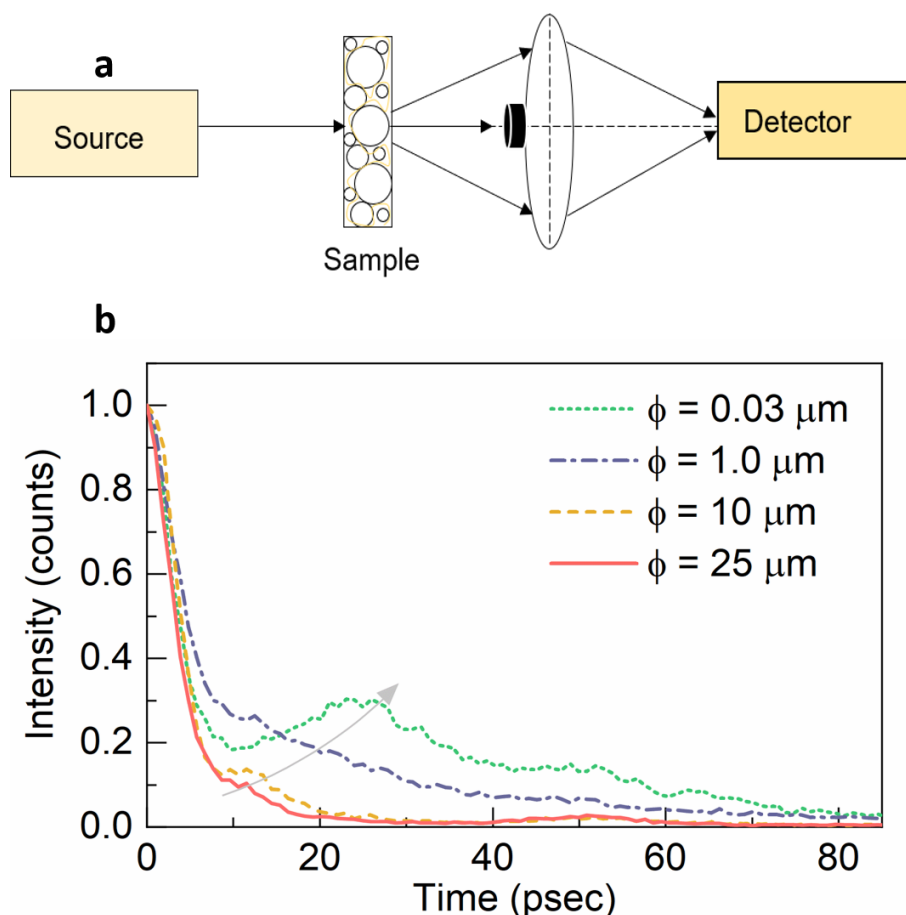 a
Source
Sample
Detector
b
Intensity (counts)
1.0
0.8
0.6
0.4
0.2
0.0
ϕ = 0.03 μm
ϕ = 1.0 μm
ϕ = 10 μm
ϕ = 25 μm
0 20 40 60 80
Time (psec)